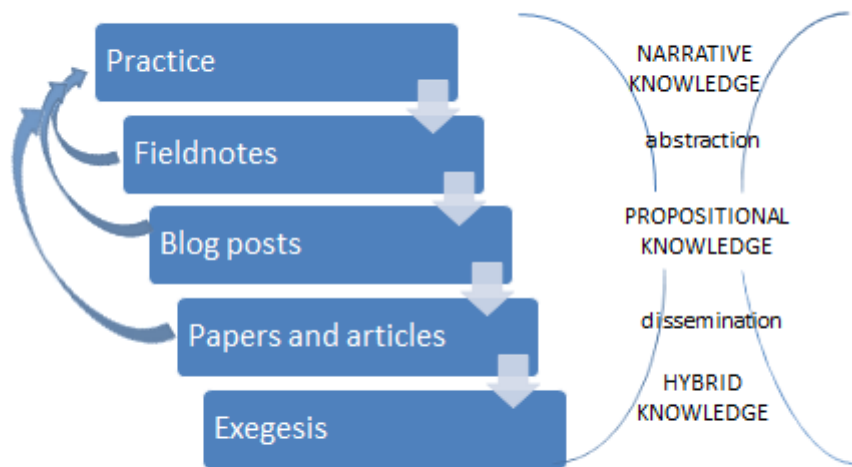 Practice
Fieldnotes
Blog posts
Papers and articles
Exegesis
NARRATIVE
KNOWLEDGE
abstraction
PROPOSITIONAL
KNOWLEDGE
dissemination
HYBRID
KNOWLEDGE